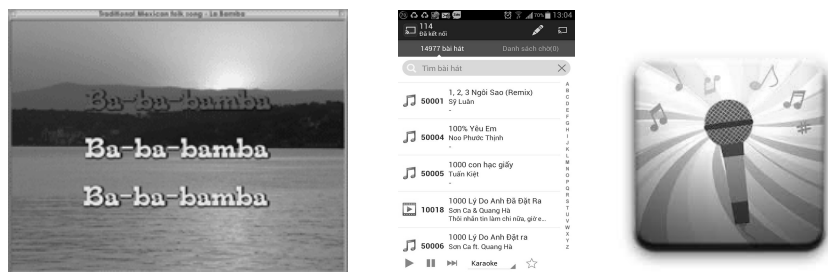 Traditional Mexican folk song - La Bamba
Ba-ba-bamba
Ba-ba-bamba
Ba-ba-bamba
70% 13:04
114
Đã kết nối
14977 bài hát
Danh sách chờ(0)
Tìm bài hát
50001
1, 2, 3 Ngôi Sao (Remix)
Sỹ Luân
-
50004
100% Yêu Em
Noo Phước Thịnh
-
50005
1000 con hạc giấy
Tuấn Kiệt
-
10018
1000 Lý Do Anh Đã Đặt Ra
Sơn Ca & Quang Hà
Thôi nhắn tin làm chi nữa, giờ e...
50006
1000 Lý Do Anh Đặt ra
Sơn Ca ft. Quang Hà
A
B
C
D
E
F
G
H
I
J
K
L
M
N
O
P
Q
R
S
T
U
V
W
X
Y
Z
Karaoke